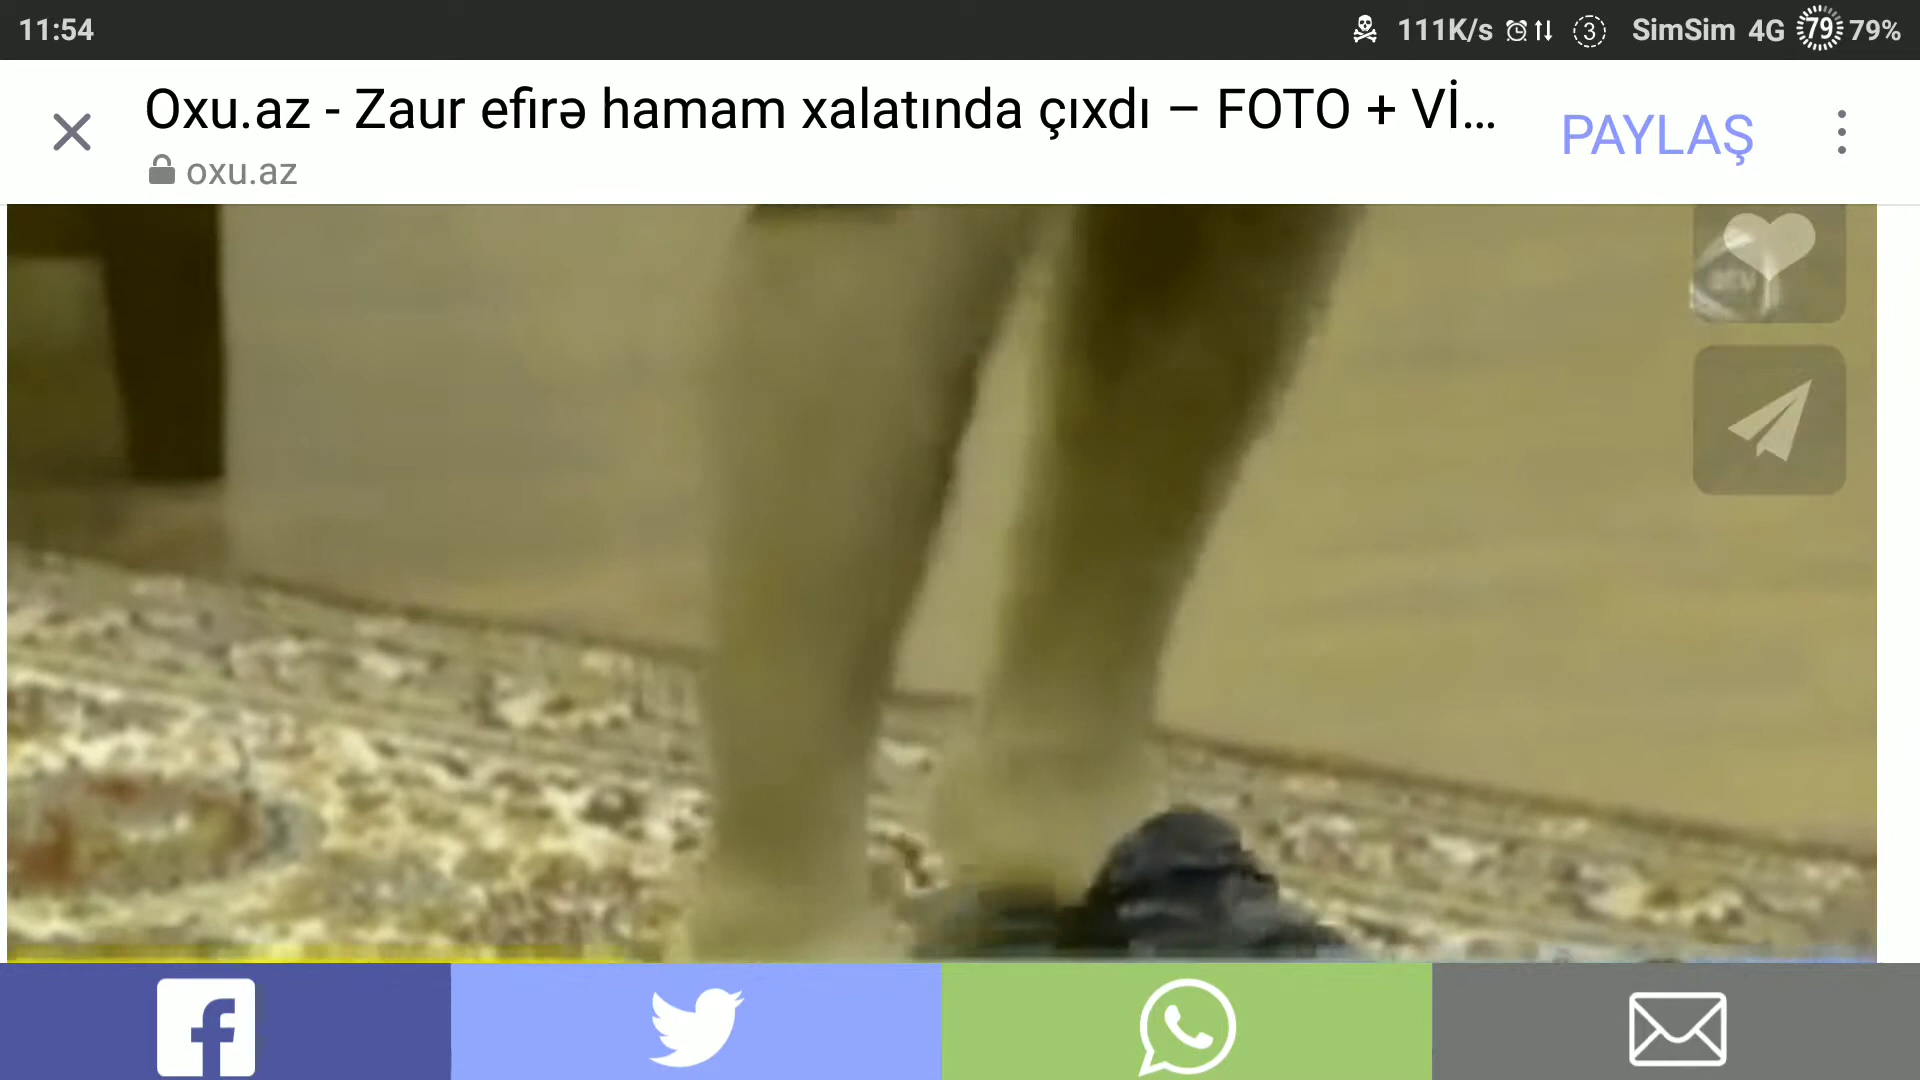 11:54
111K/s 3 SimSim 4G 79 79%
Oxu.az - Zaur efirə hamam xalatında çıxdı – FOTO + Vİ...
PAYLAŞ
oxu.az